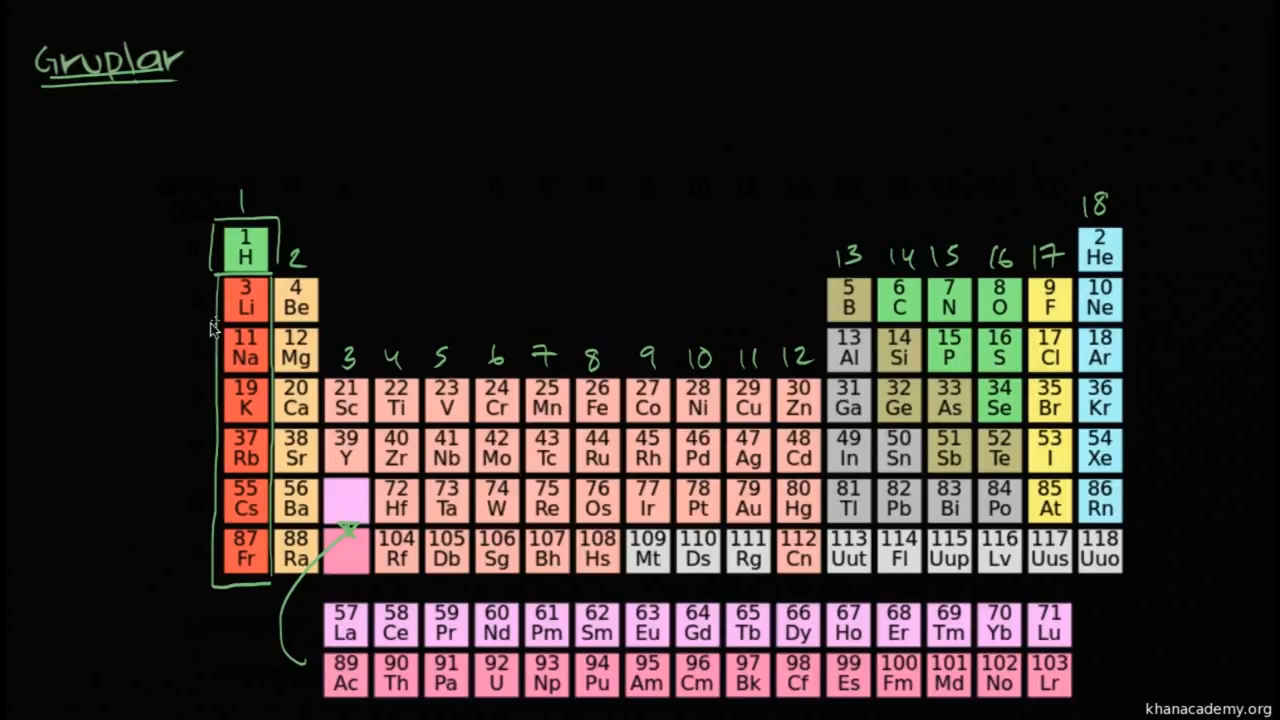 Gruplar
1 18
1 2 13 14 15 16 17 2
H He
3 4 5 6 7 8 9 10
Li Be B C N O F Ne
11 12 13 14 15 16 17 18
Na Mg 3 4 5 6 7 8 9 10 11 12 Al Si P S Cl Ar
19 20 21 22 23 24 25 26 27 28 29 30 31 32 33 34 35 36
K Ca Sc Ti V Cr Mn Fe Co Ni Cu Zn Ga Ge As Se Br Kr
37 38 39 40 41 42 43 44 45 46 47 48 49 50 51 52 53 54
Rb Sr Y Zr Nb Mo Tc Ru Rh Pd Ag Cd In Sn Sb Te I Xe
55 56 72 73 74 75 76 77 78 79 80 81 82 83 84 85 86
Cs Ba Hf Ta W Re Os Ir Pt Au Hg Tl Pb Bi Po At Rn
87 88 104 105 106 107 108 109 110 111 112 113 114 115 116 117 118
Fr Ra Rf Db Sg Bh Hs Mt Ds Rg Cn Uut Fl Uup Lv Uus Uuo
57 58 59 60 61 62 63 64 65 66 67 68 69 70 71
La Ce Pr Nd Pm Sm Eu Gd Tb Dy Ho Er Tm Yb Lu
89 90 91 92 93 94 95 96 97 98 99 100 101 102 103
Ac Th Pa U Np Pu Am Cm Bk Cf Es Fm Md No Lr
khanacademy.org